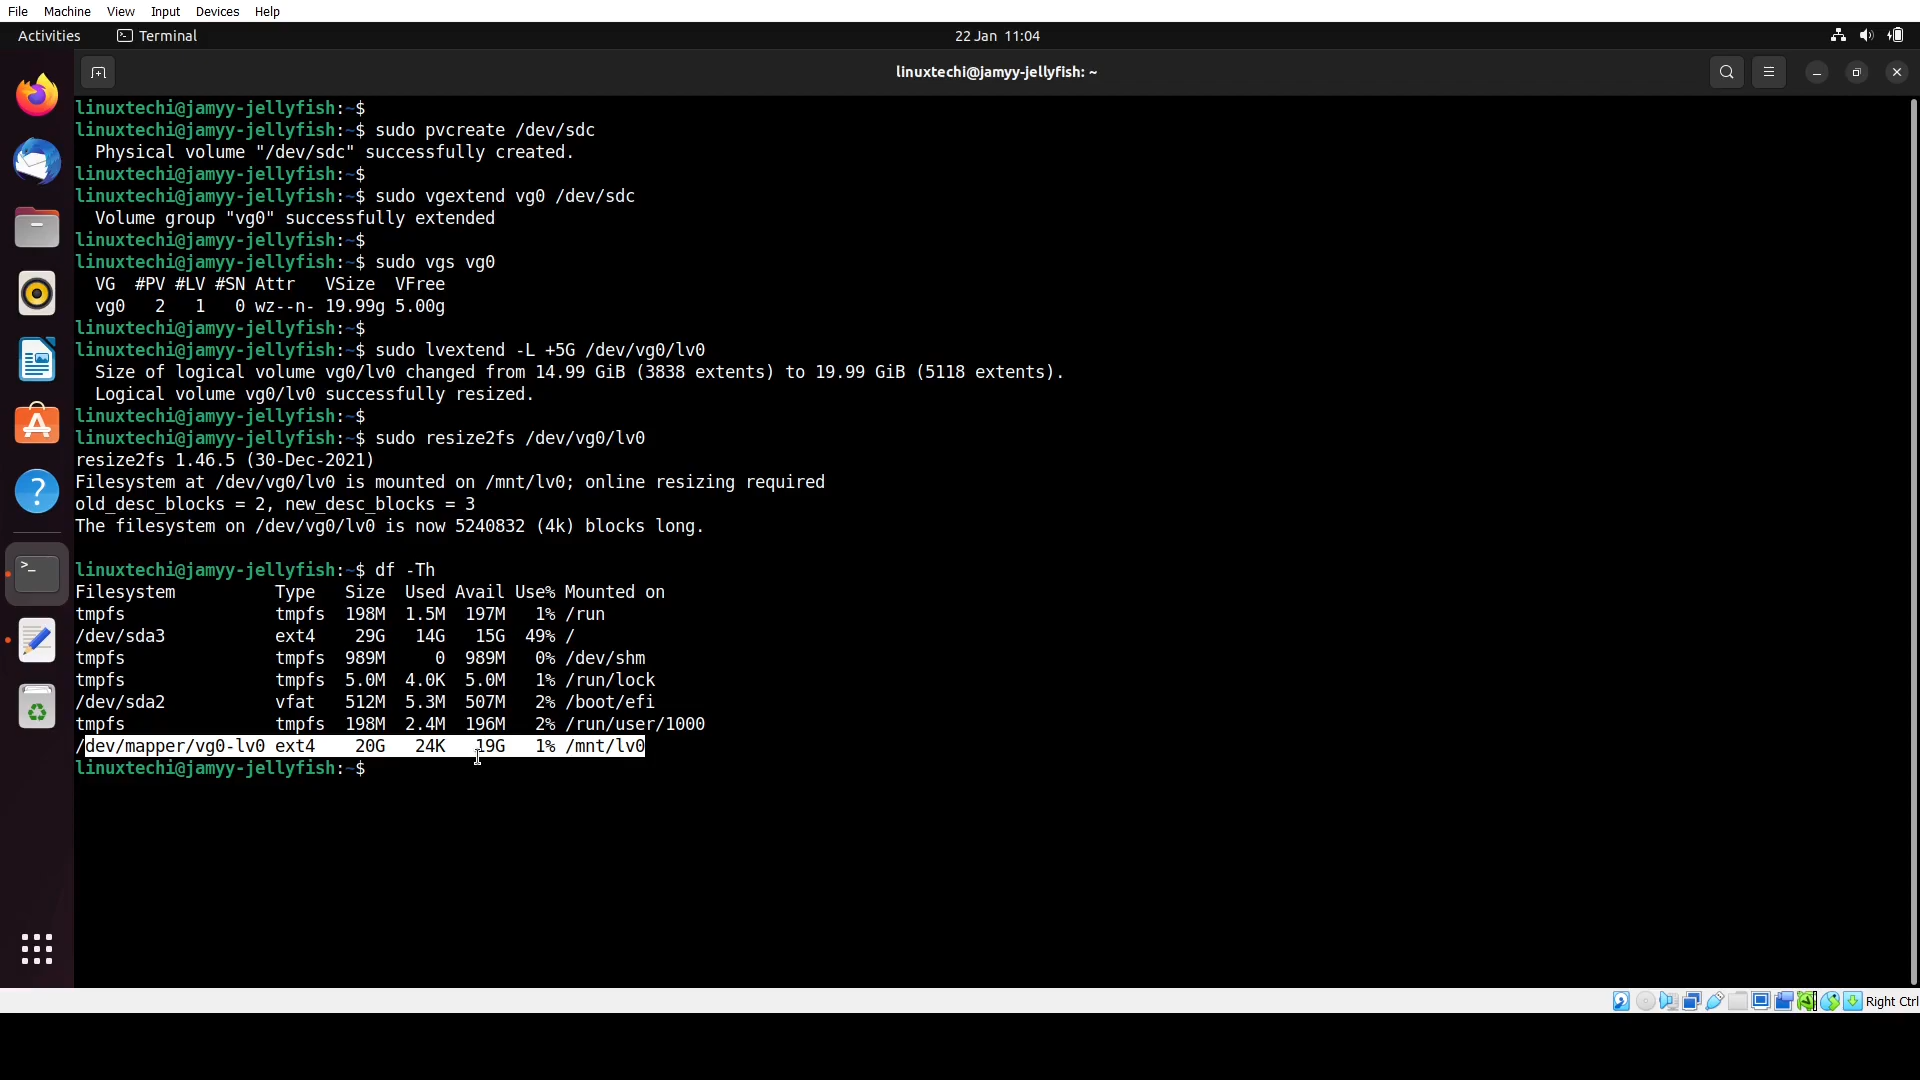 File Machine View Input Devices Help
Activities Terminal 22 Jan 11:04
linuxtechi@jamyy-jellyfish: ~
linuxtechi@jamyy-jellyfish:~$
linuxtechi@jamyy-jellyfish:~$ sudo pvcreate /dev/sdc
  Physical volume "/dev/sdc" successfully created.
linuxtechi@jamyy-jellyfish:~$
linuxtechi@jamyy-jellyfish:~$ sudo vgextend vg0 /dev/sdc
  Volume group "vg0" successfully extended
linuxtechi@jamyy-jellyfish:~$
linuxtechi@jamyy-jellyfish:~$ sudo vgs vg0
  VG  #PV #LV #SN Attr   VSize  VFree
  vg0   2   1   0 wz--n- 19.99g 5.00g
linuxtechi@jamyy-jellyfish:~$
linuxtechi@jamyy-jellyfish:~$ sudo lvextend -L +5G /dev/vg0/lv0
  Size of logical volume vg0/lv0 changed from 14.99 GiB (3838 extents) to 19.99 GiB (5118 extents).
  Logical volume vg0/lv0 successfully resized.
linuxtechi@jamyy-jellyfish:~$
linuxtechi@jamyy-jellyfish:~$ sudo resize2fs /dev/vg0/lv0
resize2fs 1.46.5 (30-Dec-2021)
Filesystem at /dev/vg0/lv0 is mounted on /mnt/lv0; online resizing required
old_desc_blocks = 2, new_desc_blocks = 3
The filesystem on /dev/vg0/lv0 is now 5240832 (4k) blocks long.
linuxtechi@jamyy-jellyfish:~$ df -Th
Filesystem          Type   Size  Used Avail Use% Mounted on
tmpfs               tmpfs  198M  1.5M  197M   1% /run
/dev/sda3           ext4    29G   14G   15G  49% /
tmpfs               tmpfs  989M     0  989M   0% /dev/shm
tmpfs               tmpfs  5.0M  4.0K  5.0M   1% /run/lock
/dev/sda2           vfat   512M  5.3M  507M   2% /boot/efi
tmpfs               tmpfs  198M  2.4M  196M   2% /run/user/1000
/dev/mapper/vg0-lv0 ext4    20G   24K   19G   1% /mnt/lv0
linuxtechi@jamyy-jellyfish:~$
Right Ctrl